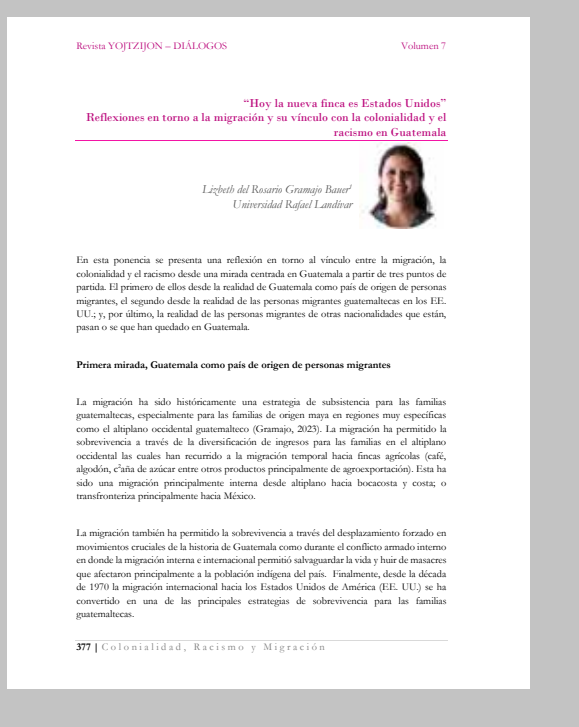 Revista YOJTZIJON – DIÁLOGOS Volumen 7
“Hoy la nueva finca es Estados Unidos”
Reflexiones en torno a la migración y su vínculo con la colonialidad y el
racismo en Guatemala
Lizbeth del Rosario Gramajo Bauer¹
Universidad Rafael Landívar
En esta ponencia se presenta una reflexión en torno al vínculo entre la migración, la
colonialidad y el racismo desde una mirada centrada en Guatemala a partir de tres puntos de
partida. El primero de ellos desde la realidad de Guatemala como país de origen de personas
migrantes, el segundo desde la realidad de las personas migrantes guatemaltecas en los EE.
UU.; y, por último, la realidad de las personas migrantes de otras nacionalidades que están,
pasan o se que han quedado en Guatemala.
Primera mirada, Guatemala como país de origen de personas migrantes
La migración ha sido históricamente una estrategia de subsistencia para las familias
guatemaltecas, especialmente para las familias de origen maya en regiones muy específicas
como el altiplano occidental guatemalteco (Gramajo, 2023). La migración ha permitido la
sobrevivencia a través de la diversificación de ingresos para las familias en el altiplano
occidental las cuales han recurrido a la migración temporal hacia fincas agrícolas (café,
algodón, c²aña de azúcar entre otros productos principalmente de agroexportación). Esta ha
sido una migración principalmente interna desde altiplano hacia bocacosta y costa; o
transfronteriza principalmente hacia México.
La migración también ha permitido la sobrevivencia a través del desplazamiento forzado en
movimientos cruciales de la historia de Guatemala como durante el conflicto armado interno
en donde la migración interna e internacional permitió salvaguardar la vida y huir de masacres
que afectaron principalmente a la población indígena del país. Finalmente, desde la década
de 1970 la migración internacional hacia los Estados Unidos de América (EE. UU.) se ha
convertido en una de las principales estrategias de sobrevivencia para las familias
guatemaltecas.
377 | Colonialidad, Racismo y Migración